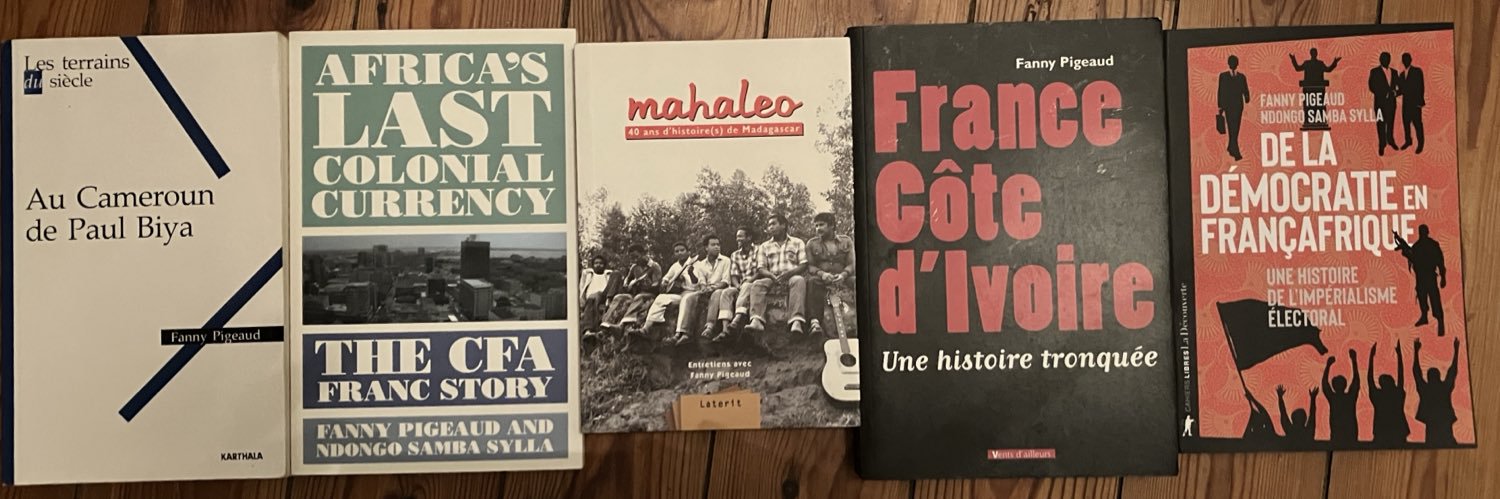 Les terrains
du siècle
Au Cameroun
de Paul Biya
Fanny Pigeaud
KARTHALA
AFRICA'S
LAST
COLONIAL
CURRENCY
THE CFA
FRANC STORY
FANNY PIGEAUD AND
NDONGO SAMBA SYLLA
mahaleo
40 ans d'histoire(s) de Madagascar
Entretiens avec
Fanny Pigeaud
Laterit
Fanny Pigeaud
France
Côte
d'Ivoire
Une histoire tronquée
Vents d'ailleurs
FANNY PIGEAUD
NDONGO SAMBA SYLLA
DE LA
DÉMOCRATIE EN
FRANÇAFRIQUE
UNE HISTOIRE
DE L'IMPÉRIALISME
ÉLECTORAL
CAHIERS LIBRES La Découverte